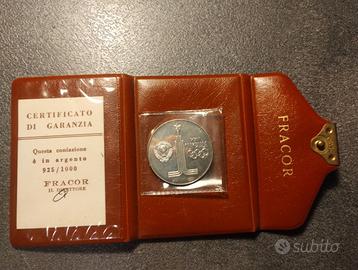 CERTIFICATO
DI GARANZIA
Questa coniazione
è in argento
925/1000
FRACOR
IL DIRETTORE
FRACOR
subito